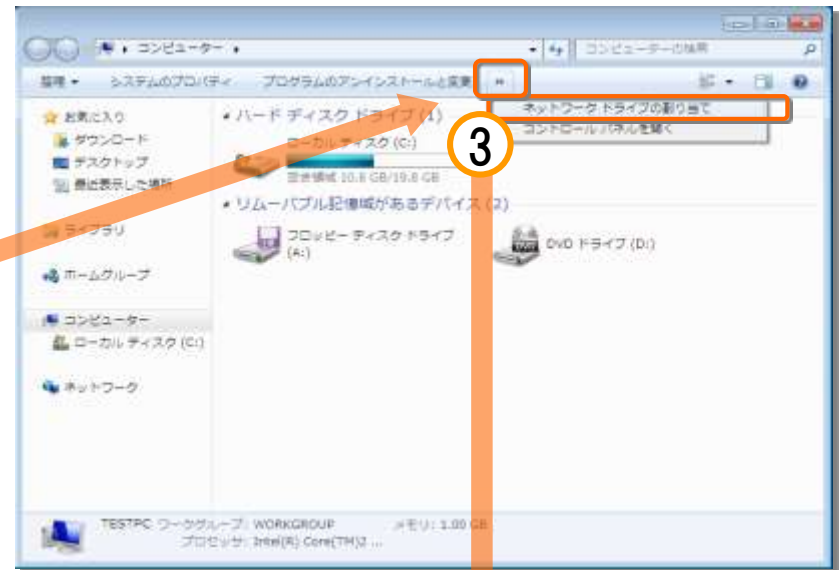 コンピューター
コンピューターの検索
整理 システムのプロパティ プログラムのアンインストールと変更 »
ネットワーク ドライブの割り当て
コントロール パネルを開く
③
お気に入り
ダウンロード
デスクトップ
最近表示した場所
ライブラリ
ホームグループ
コンピューター
ローカル ディスク (C:)
ネットワーク
ハード ディスク ドライブ (1)
ローカル ディスク (C:)
空き領域 10.8 GB/19.8 GB
リムーバブル記憶域があるデバイス (2)
フロッピー ディスク ドライブ
(A:)
DVD ドライブ (D:)
TESTPC ワークグループ: WORKGROUP メモリ: 1.00 GB
プロセッサ: Intel(R) Core(TM)2 ...